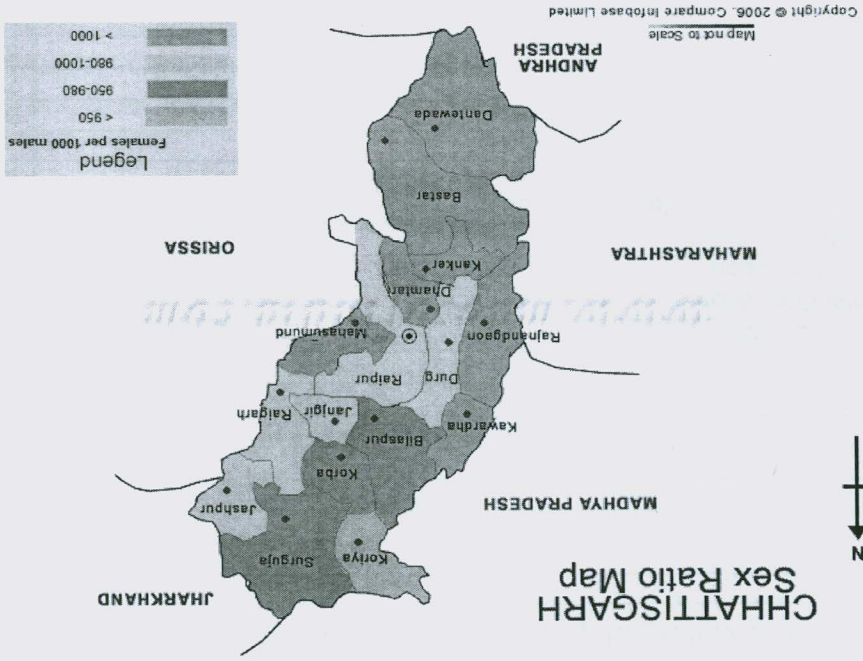 CHHATTISGARH
Sex Ratio Map
N
JHARKHAND
Koriya
Surguja
MADHYA PRADESH
Jashpur
Korba
Kawardha
Bilaspur
Janjgir
Raigarh
Durg
Raipur
Rajnandgaon
Mahasumund
Dhamtari
Kanker
MAHARASHTRA
ORISSA
Bastar
Dantewada
ANDHRA
PRADESH
Legend
Females per 1000 males
< 950
950-980
980-1000
> 1000
Map not to Scale
Copyright © 2006. Compare Infobase Limited